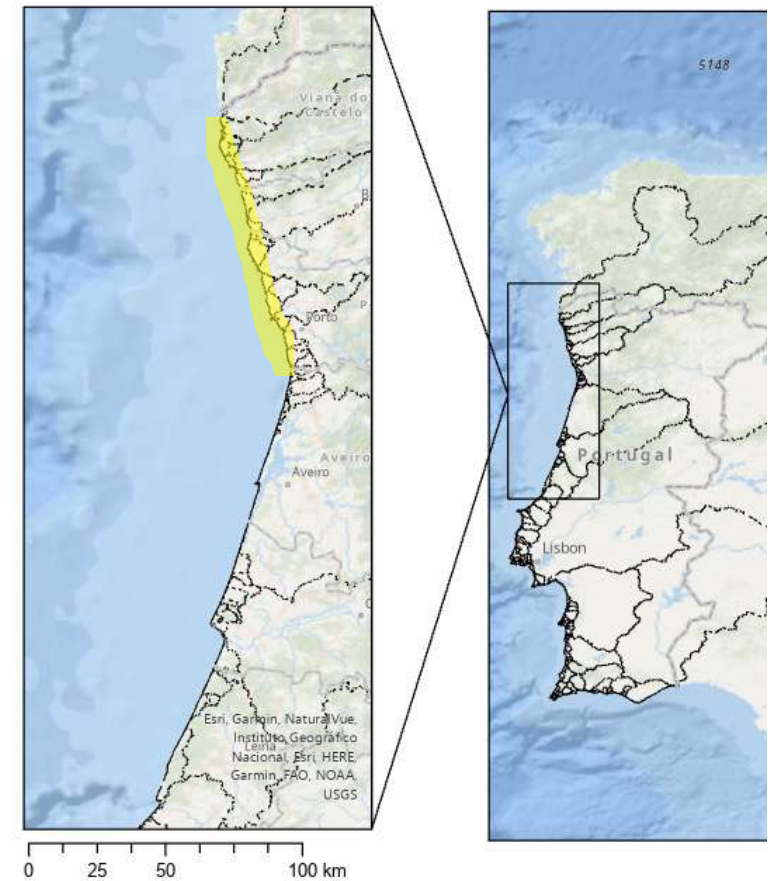 Viana do
Castelo
B
Porto
P
Aveiro
Aveiro
Esri, Garmin, NaturalVue,
Instituto Geográfico
Leiria
Nacional, Esri, HERE,
Garmin, FAO, NOAA,
USGS
0 25 50 100 km
5148
Portugal
Lisbon